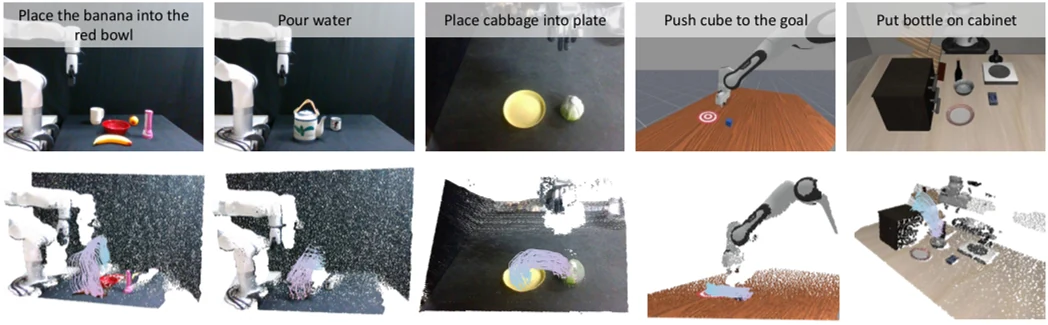 Place the banana into the
red bowl
Pour water
Place cabbage into plate
Push cube to the goal
Put bottle on cabinet